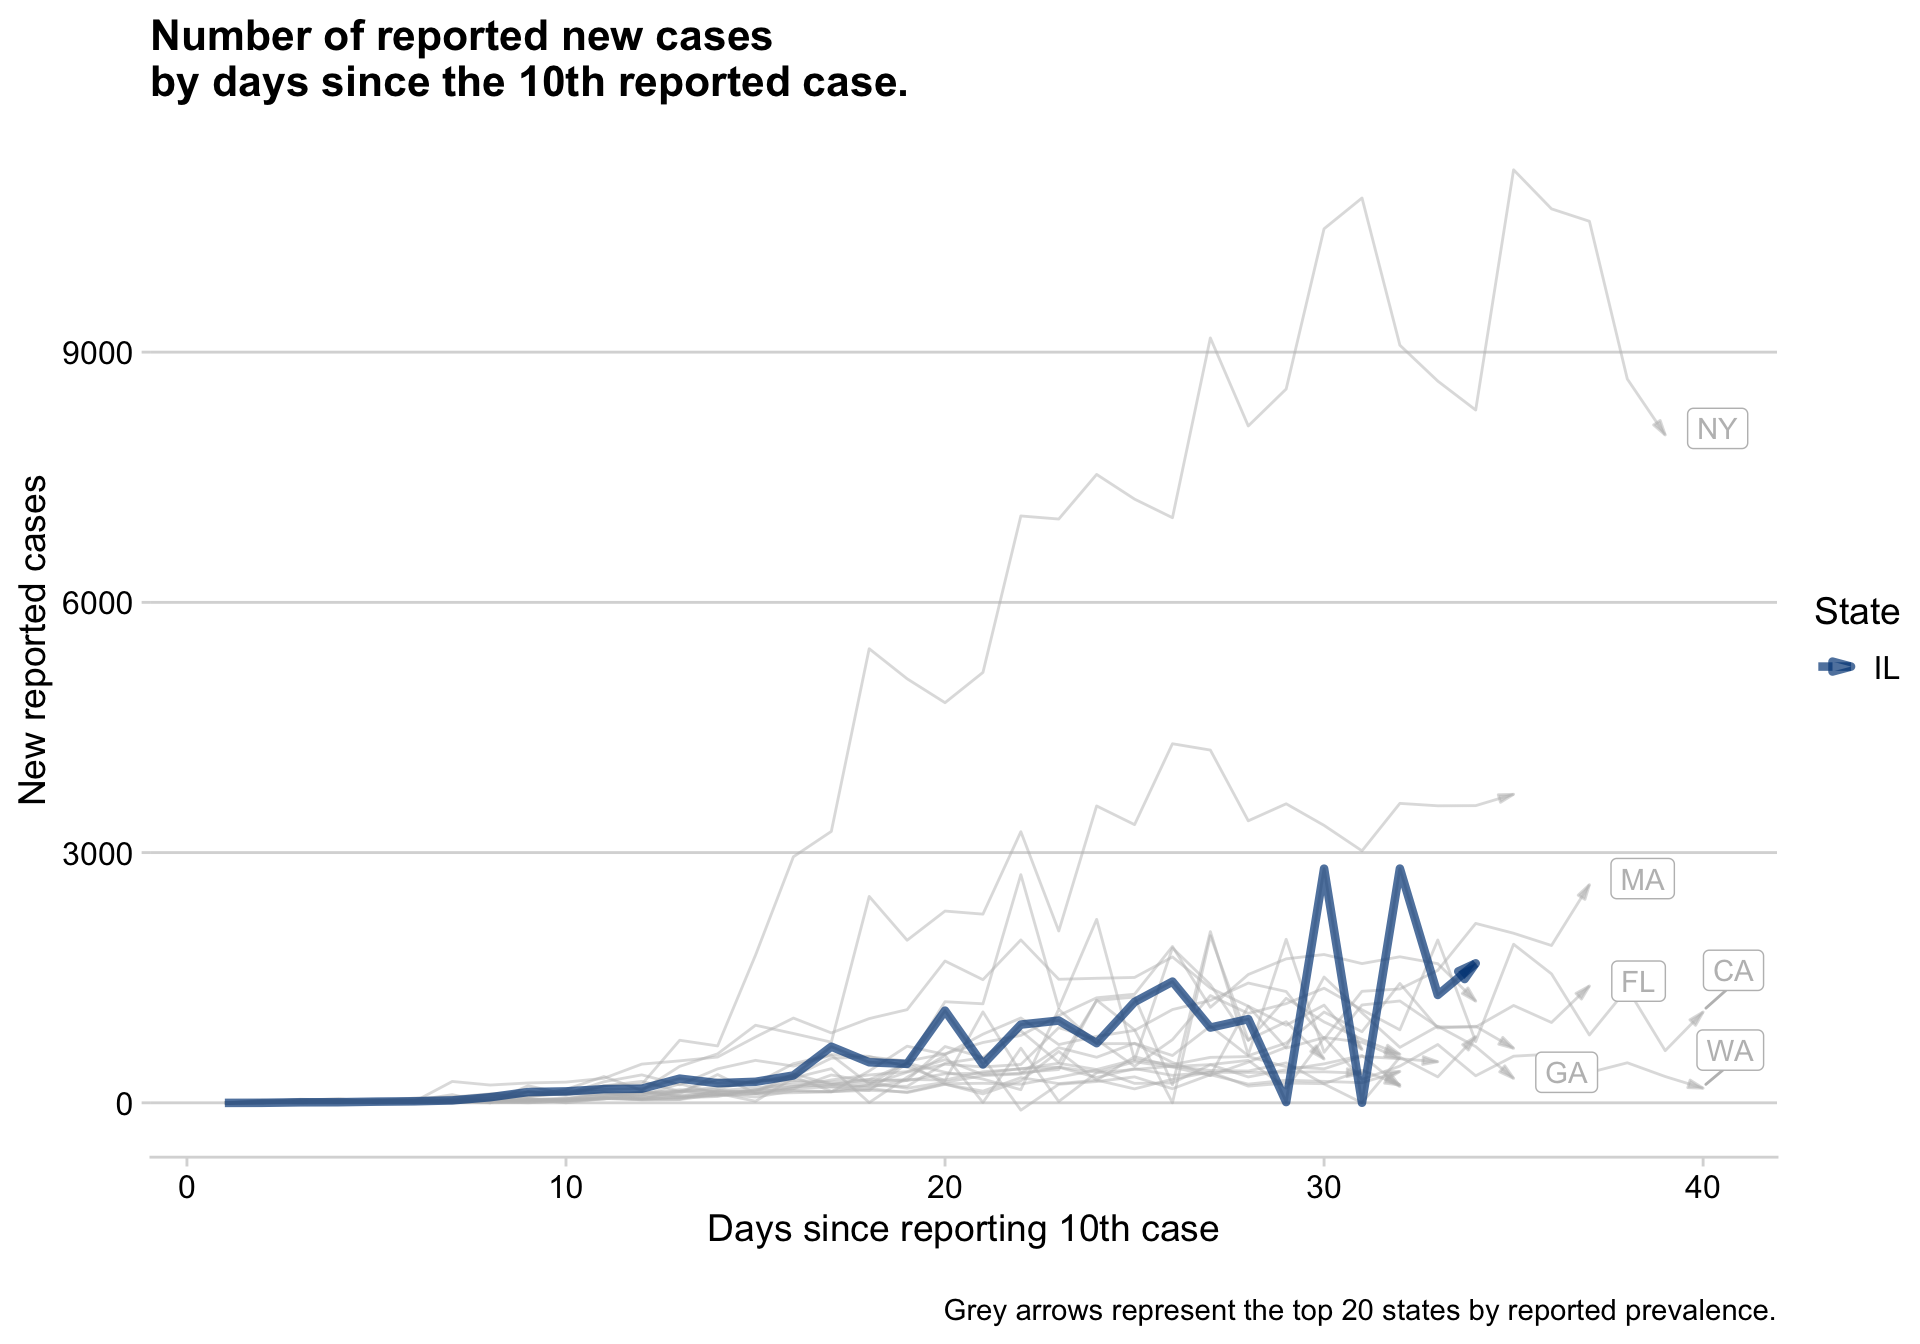 Number of reported new cases
by days since the 10th reported case.
New reported cases
9000
6000
3000
0
NY
MA
FL
CA
WA
GA
State
IL
0 10 20 30 40
Days since reporting 10th case
Grey arrows represent the top 20 states by reported prevalence.